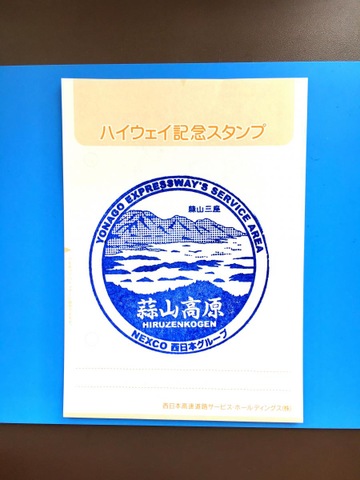 ハイウェイ記念スタンプ
YONAGO EXPRESSWAY'S SERVICE AREA
蒜山三座
蒜山高原
HIRUZENKOGEN
NEXCO 西日本グループ
西日本高速道路サービス・ホールディングス(株)